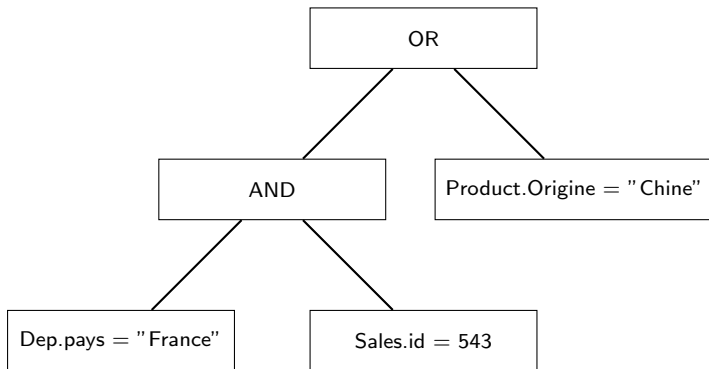 OR
AND
Product.Origine = ”Chine”
Dep.pays = ”France”
Sales.id = 543